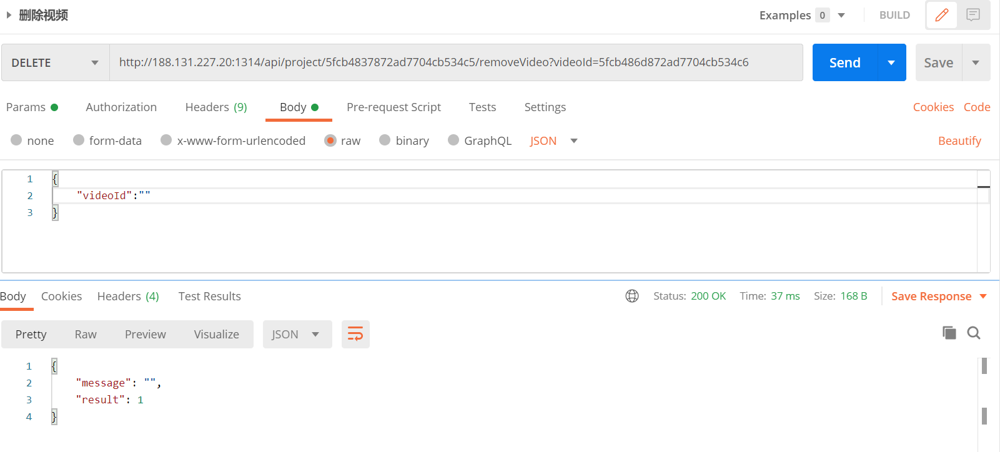 删除视频 Examples 0 BUILD
DELETE http://188.131.227.20:1314/api/project/5fcb4837872ad7704cb534c5/removeVideo?videoId=5fcb486d872ad7704cb534c6 Send Save
Params Authorization Headers (9) Body Pre-request Script Tests Settings Cookies Code
none form-data x-www-form-urlencoded raw binary GraphQL JSON Beautify
1 {
2 "videoId":""
3 }
Body Cookies Headers (4) Test Results Status: 200 OK Time: 37 ms Size: 168 B Save Response
Pretty Raw Preview Visualize JSON
1 {
2 "message": "",
3 "result": 1
4 }